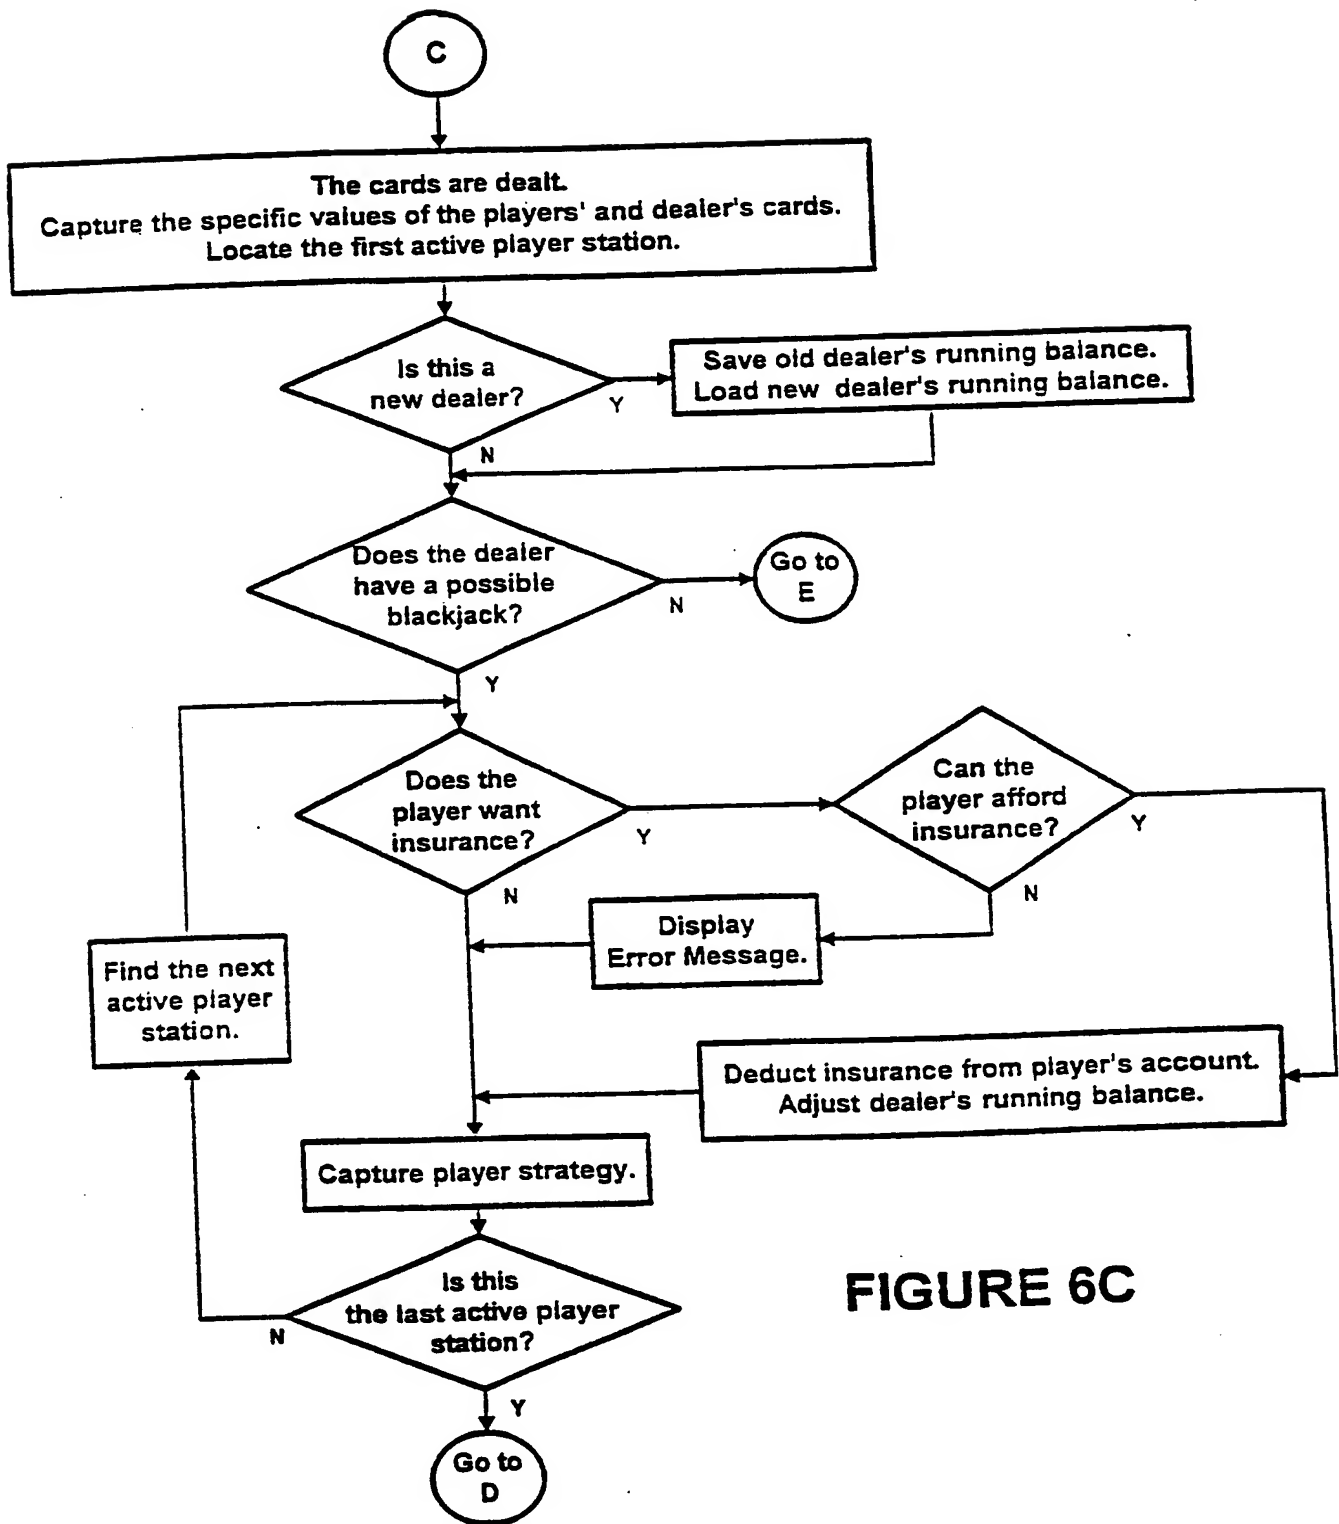 C
The cards are dealt.
Capture the specific values of the players' and dealer's cards.
Locate the first active player station.
Is this a
new dealer?
Y
Save old dealer's running balance.
Load new dealer's running balance.
N
Does the dealer
have a possible
blackjack?
N
Go to
E
Y
Does the
player want
insurance?
Y
Can the
player afford
insurance?
Y
N
N
Display
Error Message.
Find the next
active player
station.
Deduct insurance from player's account.
Adjust dealer's running balance.
Capture player strategy.
Is this
the last active player
station?
N
Y
Go to
D
FIGURE 6C